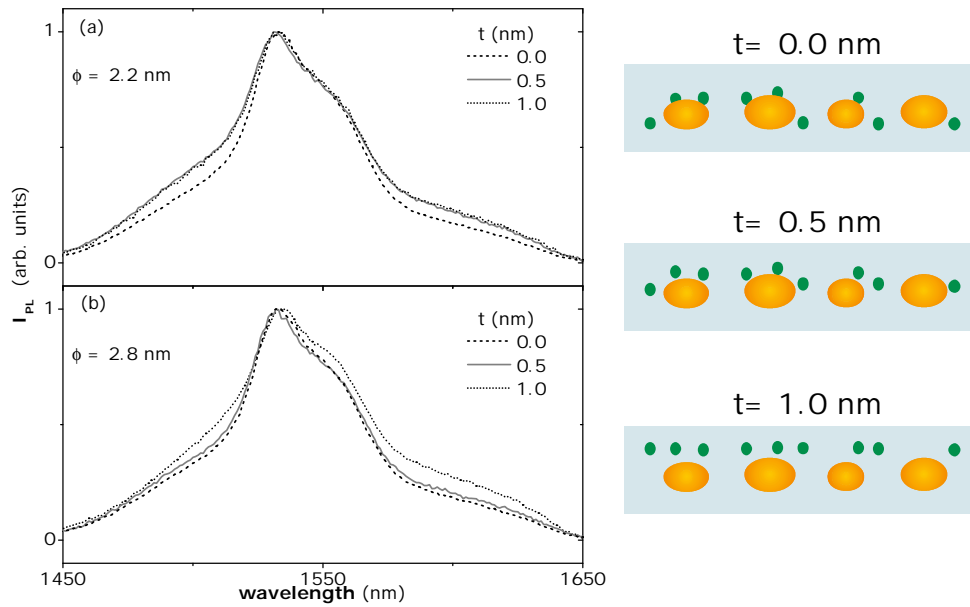 1
(a)
t (nm)
0.0
0.5
1.0
ϕ = 2.2 nm
0
I_PL (arb. units)
1
(b)
t (nm)
0.0
0.5
1.0
ϕ = 2.8 nm
0
1450
1550
1650
wavelength (nm)
t= 0.0 nm
t= 0.5 nm
t= 1.0 nm